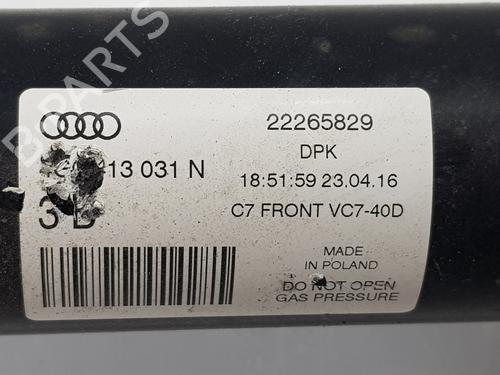 22265829
DPK
13 031 N
18:51:59 23.04.16
C7 FRONT VC7-40D
MADE
IN POLAND
DO NOT OPEN
GAS PRESSURE
B-PARTS